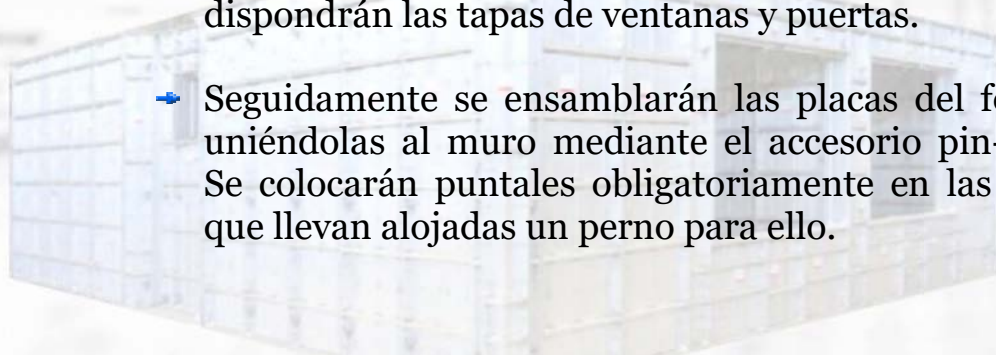 dispondrán las tapas de ventanas y puertas.
Seguidamente se ensamblarán las placas del
uniéndolas al muro mediante el accesorio pin-
Se colocarán puntales obligatoriamente en las
que llevan alojadas un perno para ello.